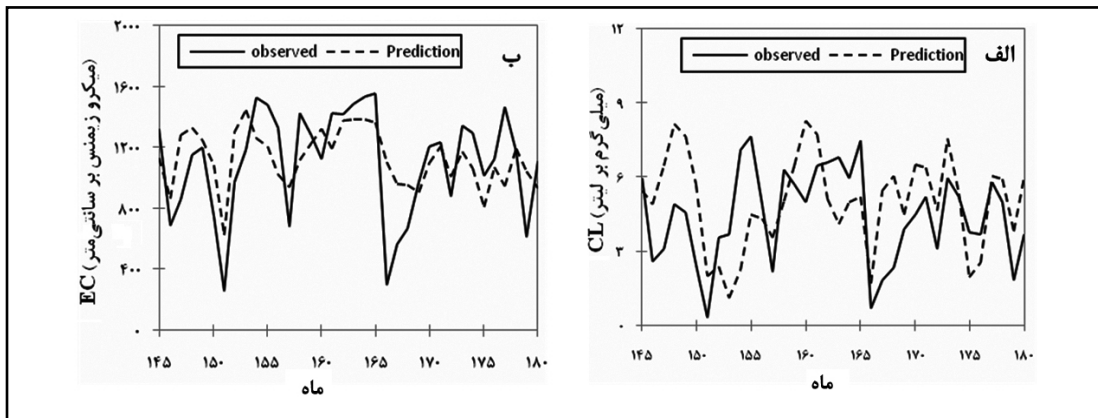 الف
observed Prediction
CL (میلی گرم بر لیتر)
۱۲
۹
۶
۳
۰
۱۴۵ ۱۵۰ ۱۵۵ ۱۶۰ ۱۶۵ ۱۷۰ ۱۷۵ ۱۸۰
ماه
ب
observed Prediction
EC (میکرو زیمنس بر سانتی‌متر)
۲۰۰۰
۱۶۰۰
۱۲۰۰
۸۰۰
۴۰۰
۰
۱۴۵ ۱۵۰ ۱۵۵ ۱۶۰ ۱۶۵ ۱۷۰ ۱۷۵ ۱۸۰
ماه